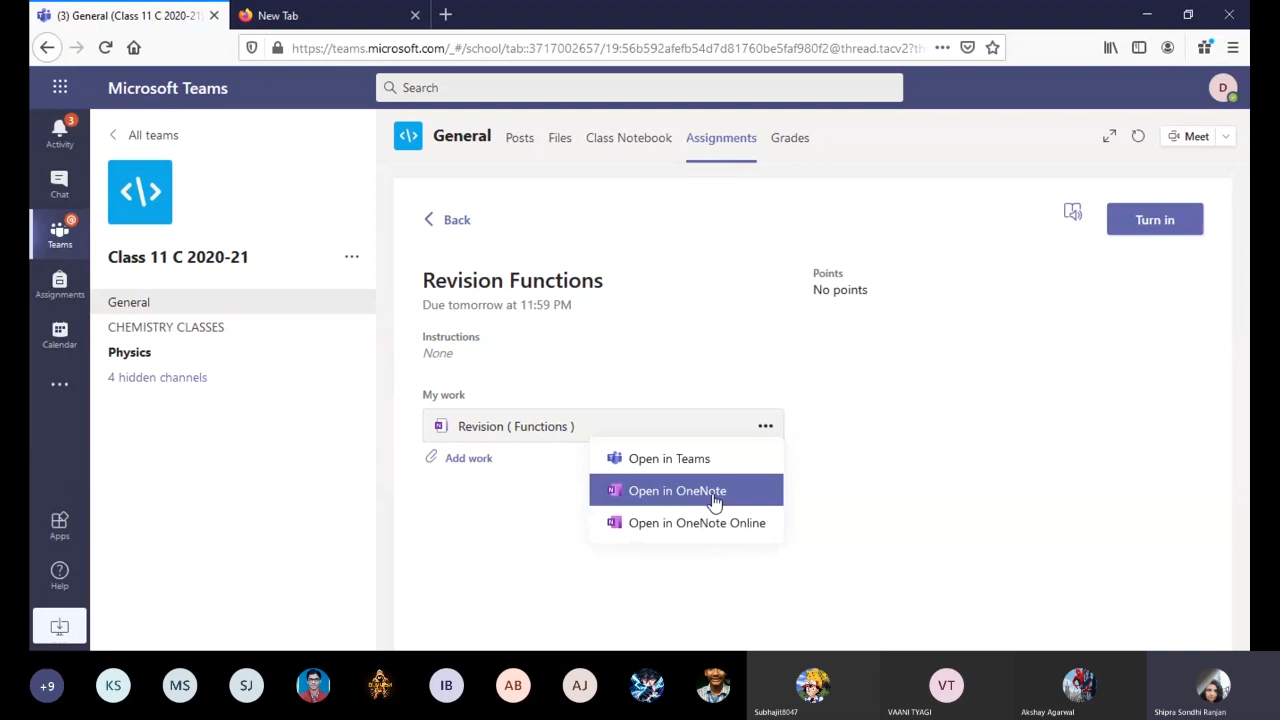 (3) General (Class 11 C 2020-21)
New Tab
https://teams.microsoft.com/_#/school/tab::3717002657/19:56b592afefb54d7d81760be5faf980f2@thread.tacv2?th
Microsoft Teams
Search
D
3
Activity
Chat
@
Teams
Assignments
Calendar
Apps
Help
All teams
</>
Class 11 C 2020-21
General
CHEMISTRY CLASSES
Physics
4 hidden channels
</>
General
Posts
Files
Class Notebook
Assignments
Grades
Meet
Back
Turn in
Revision Functions
Due tomorrow at 11:59 PM
Points
No points
Instructions
None
My work
Revision ( Functions )
Add work
Open in Teams
Open in OneNote
Open in OneNote Online
+9
KS
MS
SJ
IB
AB
AJ
VT
Subhajit8047
VAANI TYAGI
Akshay Agarwal
Shipra Sondhi Ranjan